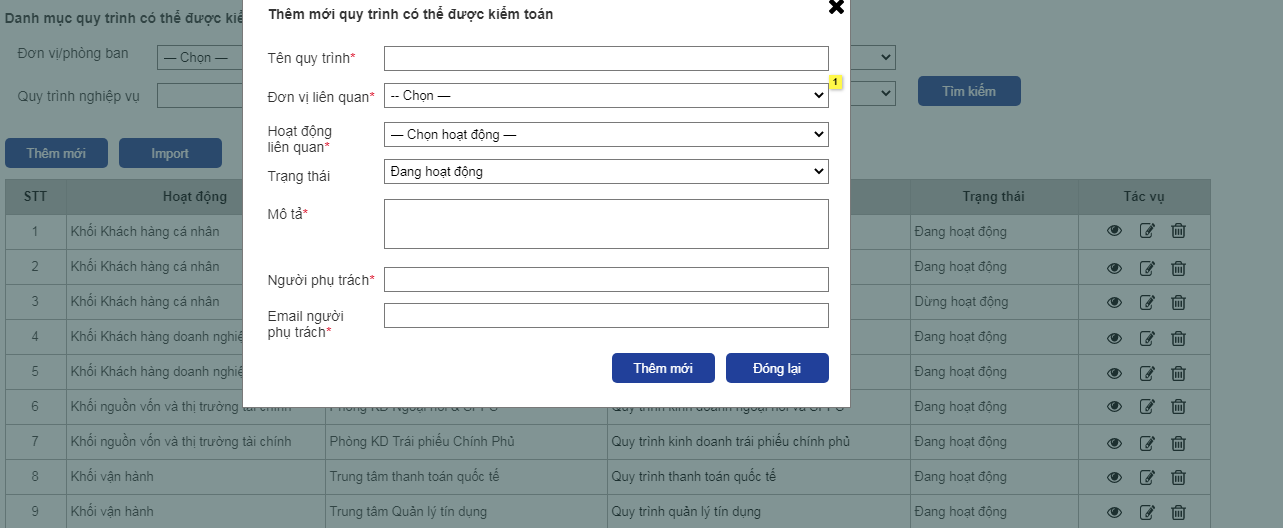 Danh mục quy trình có thể được
Thêm mới quy trình có thể được kiểm toán
Đơn vị/phòng ban
— Chọn —
Tên quy trình*
Quy trình nghiệp vụ
Đơn vị liên quan*
-- Chọn —
1
Tìm kiếm
Hoạt động
liên quan*
— Chọn hoạt động —
Thêm mới
Import
Trạng thái
Đang hoạt động
Mô tả*
Người phụ trách*
Email người
phụ trách*
Thêm mới
Đóng lại
STT Hoạt động Trạng thái Tác vụ
1 Khối Khách hàng cá nhân Đang hoạt động
2 Khối Khách hàng cá nhân Đang hoạt động
3 Khối Khách hàng cá nhân Dừng hoạt động
4 Khối Khách hàng doanh Đang hoạt động
5 Khối Khách hàng doanh Đang hoạt động
6 Khối nguồn vốn và thị trường tài chính Phòng KD Ngoại hối & Quy trình kinh doanh ngoại hối và Đang hoạt động
7 Khối nguồn vốn và thị trường tài chính Phòng KD Trái phiếu Chính Phủ Quy trình kinh doanh trái phiếu chính phủ Đang hoạt động
8 Khối vận hành Trung tâm thanh toán quốc tế Quy trình thanh toán quốc tế Đang hoạt động
9 Khối vận hành Trung tâm Quản lý tín dụng Quy trình quản lý tín dụng Đang hoạt động